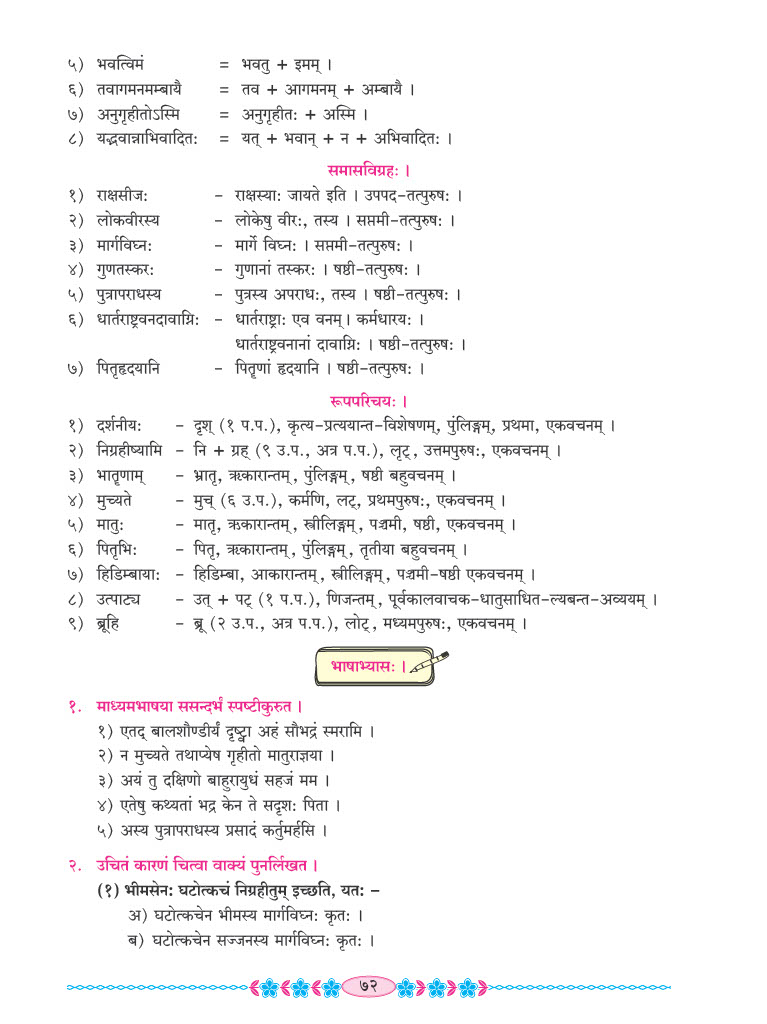 ५) भवत्विमं = भवतु + इमम् ।
६) तवागमनमम्बायै = तव + आगमनम् + अम्बायै ।
७) अनुगृहीतोऽस्मि = अनुगृहीतः + अस्मि ।
८) यद्भवान्नाभिवादितः = यत् + भवान् + न + अभिवादितः ।
समासविग्रहः ।
१) राक्षसीजः – राक्षस्याः जायते इति । उपपद-तत्पुरुषः ।
२) लोकवीरस्य – लोकेषु वीरः, तस्य । सप्तमी-तत्पुरुषः ।
३) मार्गविघ्नः – मार्गे विघ्नः । सप्तमी-तत्पुरुषः ।
४) गुणतस्करः – गुणानां तस्करः । षष्ठी-तत्पुरुषः ।
५) पुत्रापराधस्य – पुत्रस्य अपराधः, तस्य । षष्ठी-तत्पुरुषः ।
६) धार्तराष्ट्रवनदावाग्निः – धार्तराष्ट्राः एव वनम् । कर्मधारयः ।
धार्तराष्ट्रवनानां दावाग्निः । षष्ठी-तत्पुरुषः ।
७) पितृहृदयानि – पितॄणां हृदयानि । षष्ठी-तत्पुरुषः ।
रूपपरिचयः ।
१) दर्शनीयः – दृश् (१ प.प.), कृत्य-प्रत्ययान्त-विशेषणम्, पुंलिङ्गम्, प्रथमा, एकवचनम् ।
२) निग्रहीष्यामि – नि + ग्रह् (९ उ.प., अत्र प.प.), लृट्, उत्तमपुरुषः, एकवचनम् ।
३) भातॄणाम् – भ्रातृ, ऋकारान्तम्, पुंलिङ्गम्, षष्ठी बहुवचनम् ।
४) मुच्यते – मुच् (६ उ.प.), कर्मणि, लट्, प्रथमपुरुषः, एकवचनम् ।
५) मातुः – मातृ, ऋकारान्तम्, स्त्रीलिङ्गम्, पञ्चमी, षष्ठी, एकवचनम् ।
६) पितृभिः – पितृ, ऋकारान्तम्, पुंलिङ्गम्, तृतीया बहुवचनम् ।
७) हिडिम्बायाः – हिडिम्बा, आकारान्तम्, स्त्रीलिङ्गम्, पञ्चमी-षष्ठी एकवचनम् ।
८) उत्पाट्य – उत् + पट् (१ प.प.), णिजन्तम्, पूर्वकालवाचक-धातुसाधित-ल्यबन्त-अव्ययम् ।
९) ब्रूहि – ब्रू (२ उ.प., अत्र प.प.), लोट्, मध्यमपुरुषः, एकवचनम् ।
भाषाभ्यासः ।
१. माध्यमभाषया ससन्दर्भं स्पष्टीकुरुत ।
१) एतद् बालशौण्डीर्यं दृष्ट्वा अहं सौभद्रं स्मरामि ।
२) न मुच्यते तथाप्येष गृहीतो मातुराज्ञया ।
३) अयं तु दक्षिणो बाहुरायुधं सहजं मम ।
४) एतेषु कथ्यतां भद्र केन ते सदृशः पिता ।
५) अस्य पुत्रापराधस्य प्रसादं कर्तुमर्हसि ।
२. उचितं कारणं चित्वा वाक्यं पुनर्लिखत ।
(१) भीमसेनः घटोत्कचं निग्रहीतुम् इच्छति, यतः –
अ) घटोत्कचेन भीमस्य मार्गविघ्नः कृतः ।
ब) घटोत्कचेन सज्जनस्य मार्गविघ्नः कृतः ।
७२